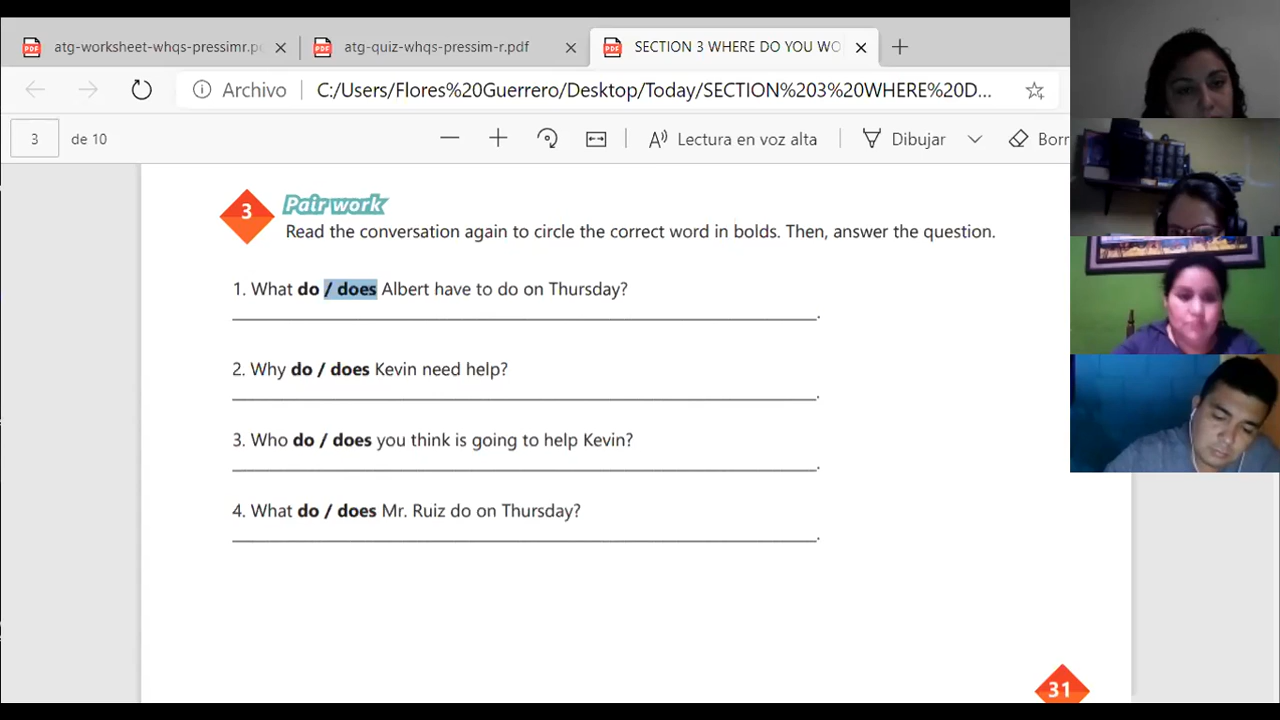 atg-worksheet-whqs-pressimr.p
atg-quiz-whqs-pressim-r.pdf
SECTION 3 WHERE DO YOU WO
Archivo
C:/Users/Flores%20Guerrero/Desktop/Today/SECTION%203%20WHERE%20D...
3
de 10
Lectura en voz alta
Dibujar
Borr
3
Pair work
Read the conversation again to circle the correct word in bolds. Then, answer the question.
1. What do / does Albert have to do on Thursday?
2. Why do / does Kevin need help?
3. Who do / does you think is going to help Kevin?
4. What do / does Mr. Ruiz do on Thursday?
31